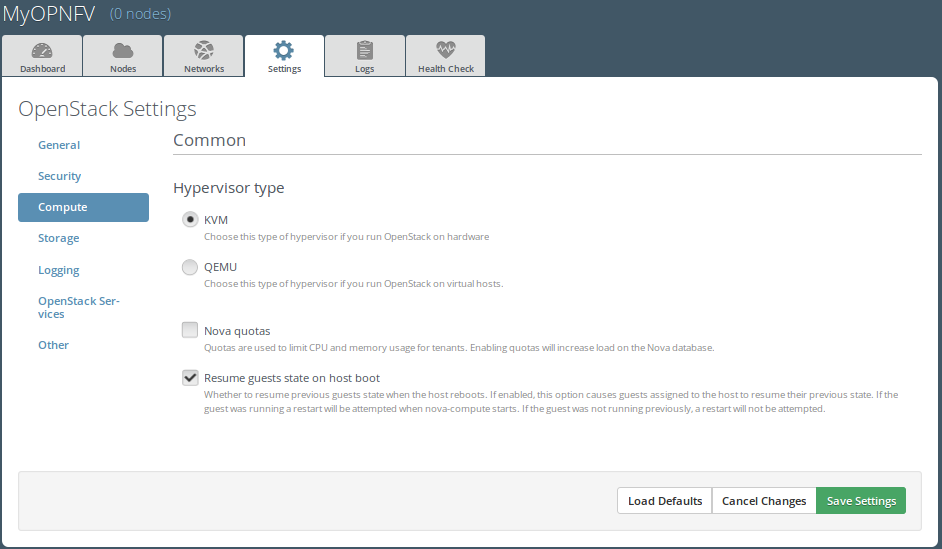 MyOPNFV (0 nodes)
Dashboard Nodes Networks Settings Logs Health Check
OpenStack Settings
General
Security
Compute
Storage
Logging
OpenStack Ser-
vices
Other
Common
Hypervisor type
KVM
Choose this type of hypervisor if you run OpenStack on hardware
QEMU
Choose this type of hypervisor if you run OpenStack on virtual hosts.
Nova quotas
Quotas are used to limit CPU and memory usage for tenants. Enabling quotas will increase load on the Nova database.
Resume guests state on host boot
Whether to resume previous guests state when the host reboots. If enabled, this option causes guests assigned to the host to resume their previous state. If the
guest was running a restart will be attempted when nova-compute starts. If the guest was not running previously, a restart will not be attempted.
Load Defaults Cancel Changes Save Settings